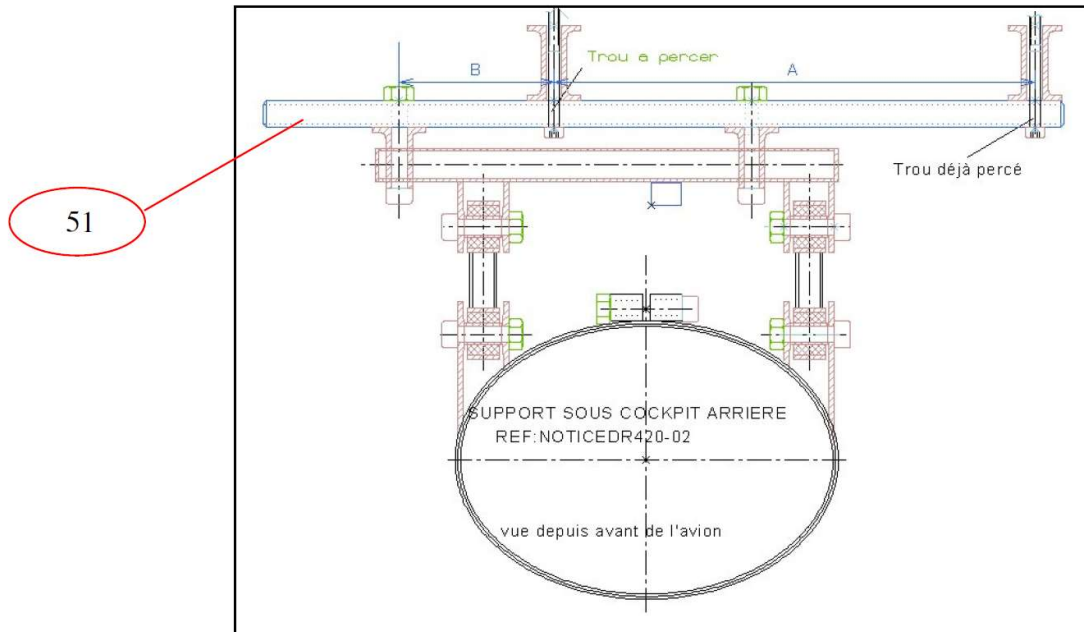 Trou a percer
B
A
Trou déjà percé
51
SUPPORT SOUS COCKPIT ARRIERE
REF:NOTICEDR420-02
vue depuis avant de l'avion